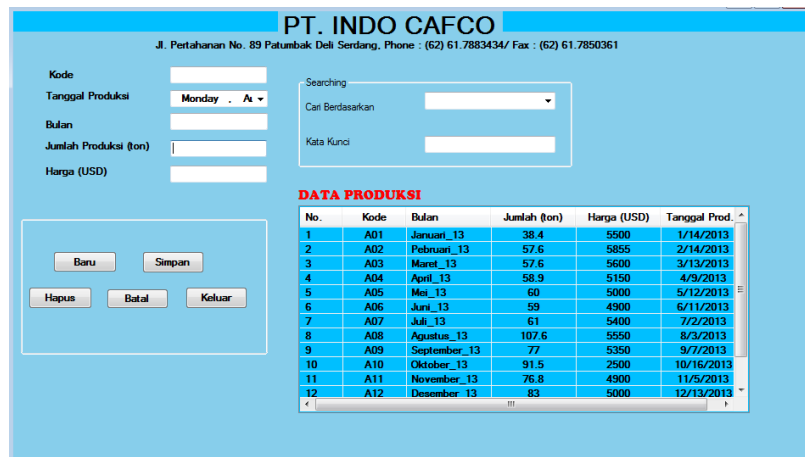 PT. INDO CAFCO
Jl. Pertahanan No. 89 Patumbak Deli Serdang, Phone : (62) 61.7883434/ Fax : (62) 61.7850361
Kode
Tanggal Produksi Monday , Au
Bulan
Jumlah Produksi (ton)
Harga (USD)
Searching
Cari Berdasarkan
Kata Kunci
Baru Simpan
Hapus Batal Keluar
DATA PRODUKSI
No. Kode Bulan Jumlah (ton) Harga (USD) Tanggal Prod.
1 A01 Januari_13 38.4 5500 1/14/2013
2 A02 Pebruari_13 57.6 5855 2/14/2013
3 A03 Maret_13 57.6 5600 3/13/2013
4 A04 April_13 58.9 5150 4/9/2013
5 A05 Mei_13 60 5000 5/12/2013
6 A06 Juni_13 59 4900 6/11/2013
7 A07 Juli_13 61 5400 7/2/2013
8 A08 Agustus_13 107.6 5550 8/3/2013
9 A09 September_13 77 5350 9/7/2013
10 A10 Oktober_13 91.5 2500 10/16/2013
11 A11 November_13 76.8 4900 11/5/2013
12 A12 Desember_13 83 5000 12/13/2013